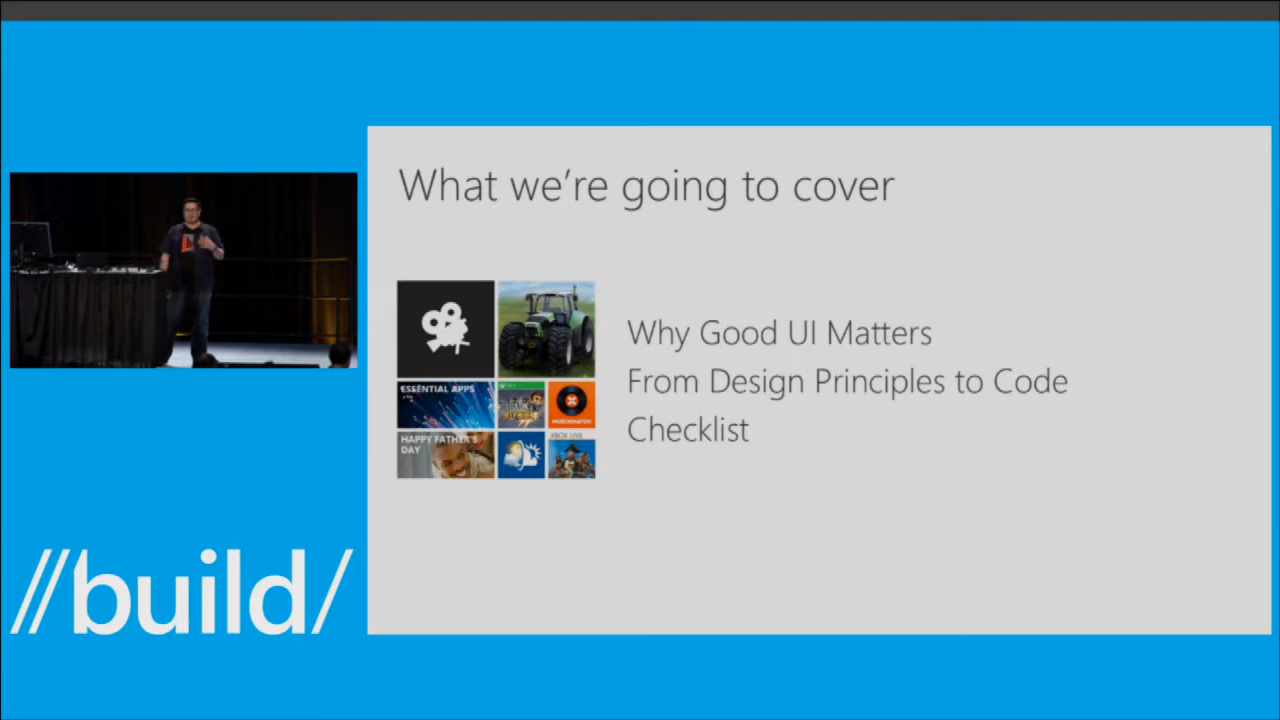 What we're going to cover
ESSENTIAL APPS
HAPPY FATHER'S
DAY
XBOX LIVE
Why Good UI Matters
From Design Principles to Code
Checklist
//build/